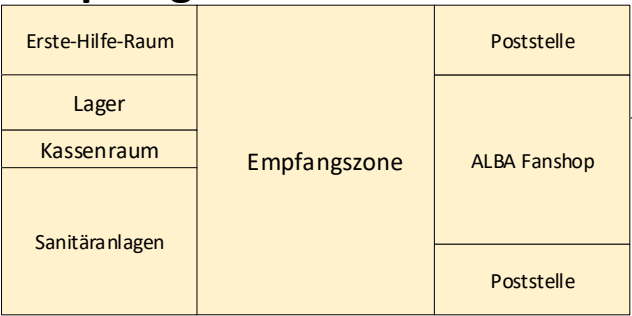 Erste-Hilfe-Raum
Lager
Kassenraum
Sanitäranlagen
Empfangszone
Poststelle
ALBA Fanshop
Poststelle